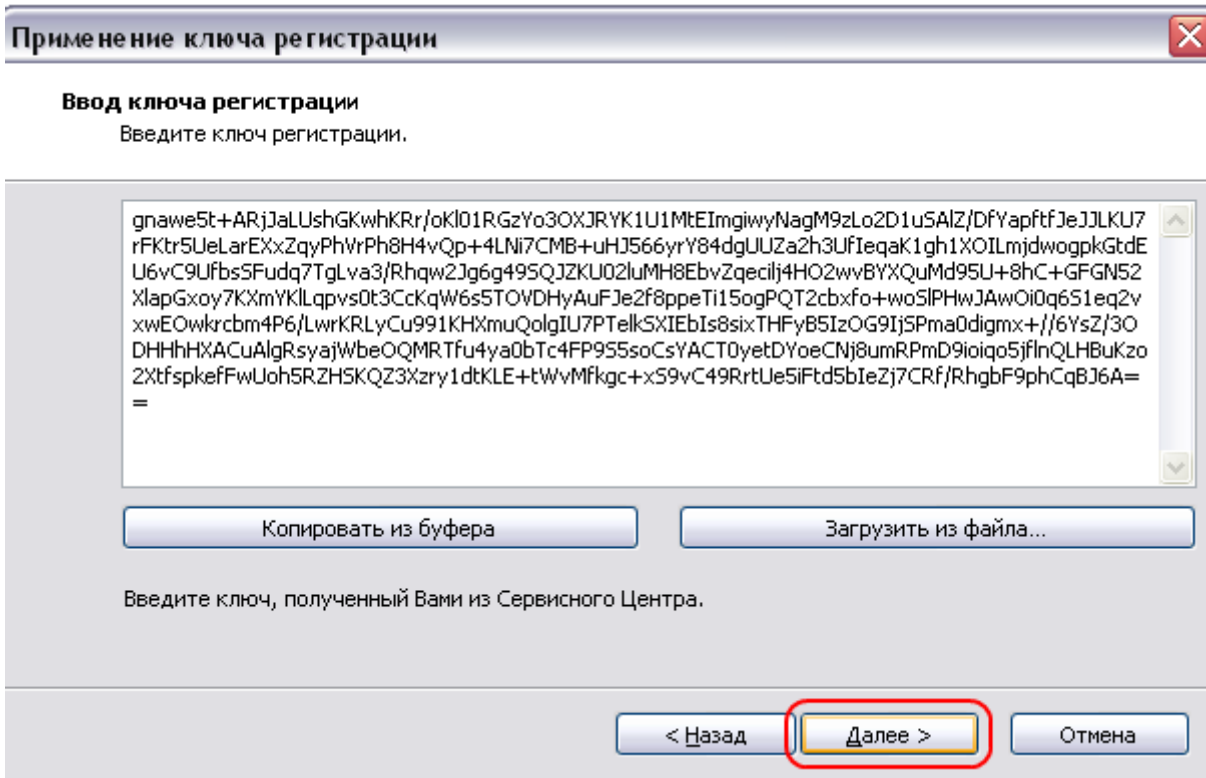 Применение ключа регистрации
Ввод ключа регистрации
Введите ключ регистрации.
gnawe5t+ARjJaLUshGKwhKRr/oKl01RGzYo3OXJRYK1U1MtEImgiwyNagM9zLo2D1uSAlZ/DfYapftfJeJJLKU7
rFKtr5UeLarEXxZqyPhVrPh8H4vQp+4LNi7CMB+uHJ566yrY84dgUUZa2h3UfIeqaK1gh1XOILmjdwogpkGtdE
U6vC9UfbsSFudq7TgLva3/Rhqw2Jg6g49SQJZKU02luMH8EbvZqecilj4HO2wvBYXQuMd95U+8hC+GFGN52
XlapGxoy7KXmYKlLqpvs0t3CcKqW6s5TOVDHyAuFJe2f8ppeTi15ogPQT2cbxfo+woSlPHwJAwOi0q6S1eq2v
xwEOwkrcbm4P6/LwrKRLyCu991KHXmuQolgIU7PTelkSXIEbIs8sixTHFyB5IzOG9IjSPma0digmx+//6YsZ/3O
DHHhHXACuAlgRsyajWbeOQMRTfu4ya0bTc4FP9S5soCsYACT0yetDYoeCNj8umRPmD9ioiqo5jflnQLHBuKzo
2XtfspkefFwUoh5RZHSKQZ3Xzry1dtKLE+tWvMfkgc+xS9vC49RrtUe5iFtd5bIeZj7CRf/RhgbF9phCqBJ6A=
=
Копировать из буфера
Загрузить из файла...
Введите ключ, полученный Вами из Сервисного Центра.
< Назад
Далее >
Отмена